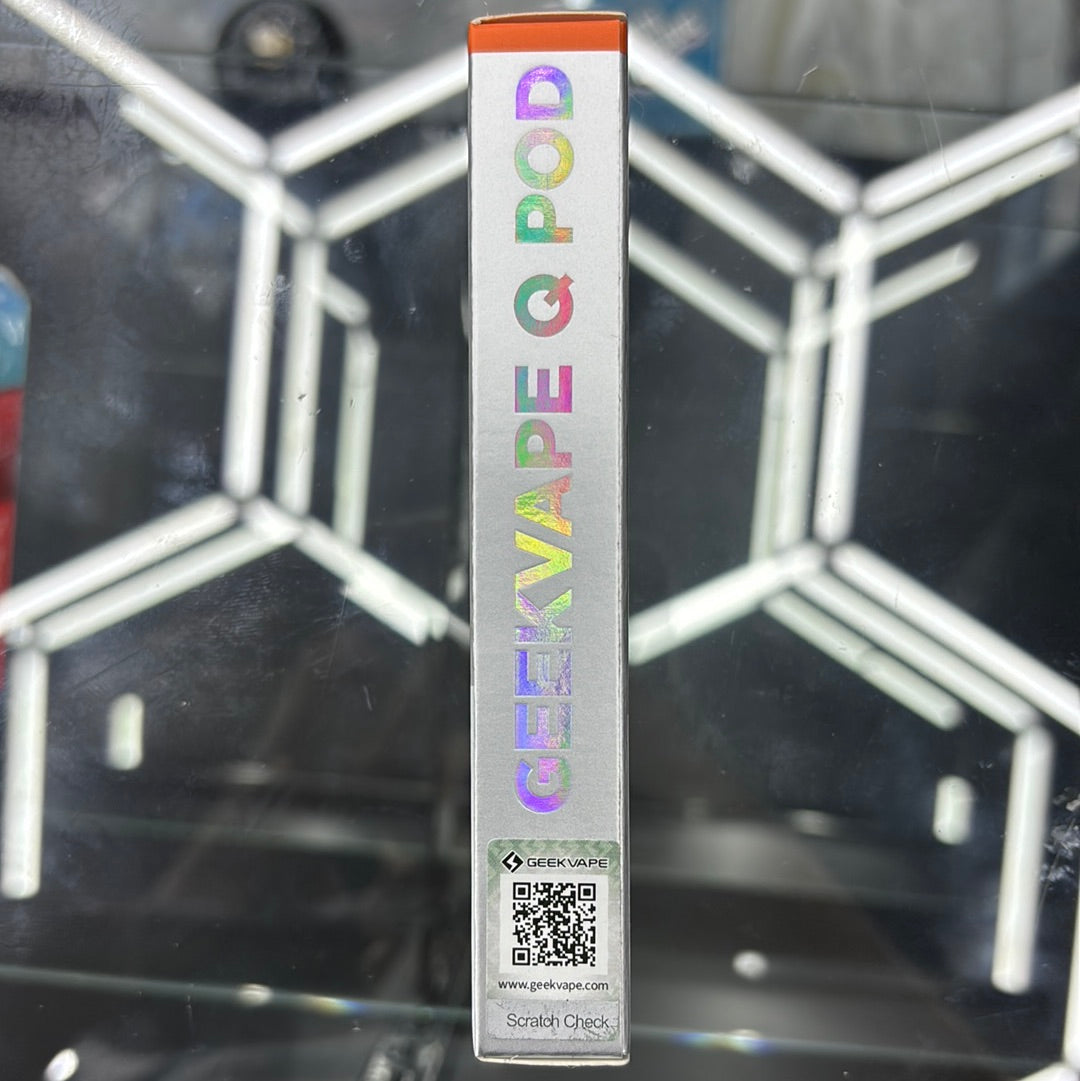 GEEKVAPE Q POD
GEEKVAPE
www.geekvape.com
Scratch Check